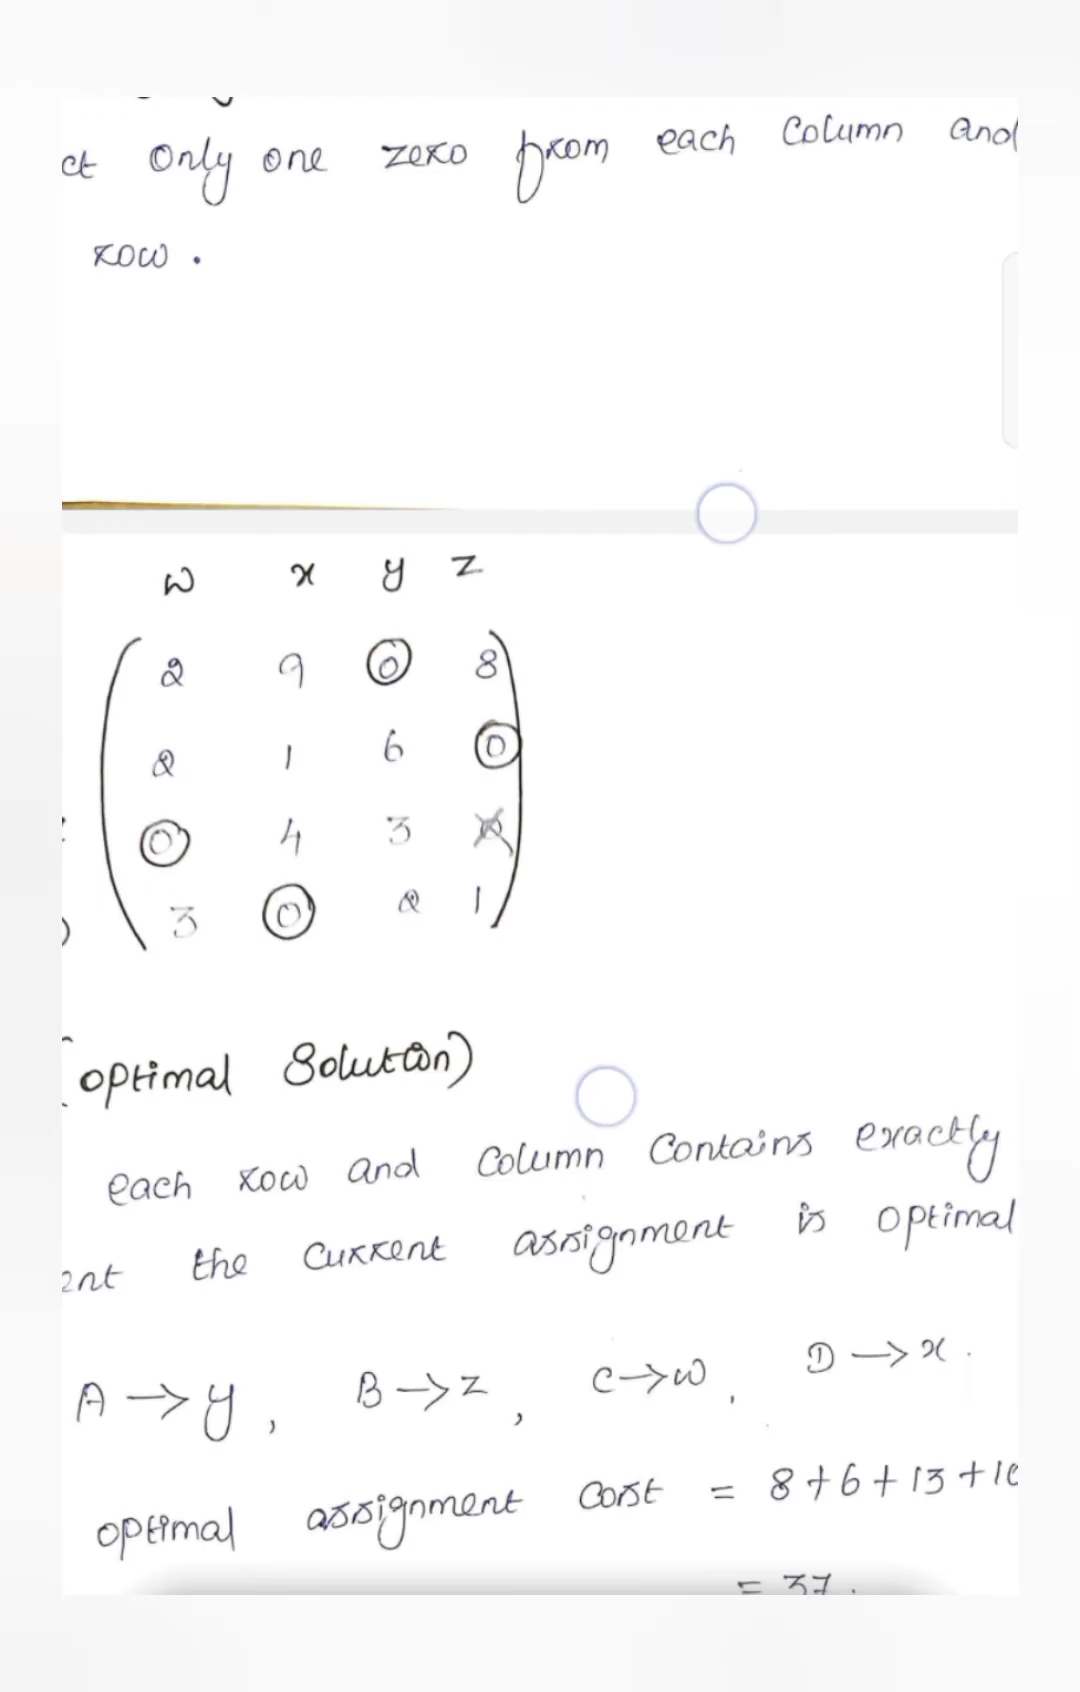 ct only one zero from each Column and
row .
w x y z
2 9 0 8
2 1 6 0
0 4 3 0
3 0 2 1
(optimal Solution)
each row and Column Contains exactly
ent the current assignment is optimal
A → y , B → z , C → w , D → x .
optimal assignment Cost = 8+6+13+10
= 37 .